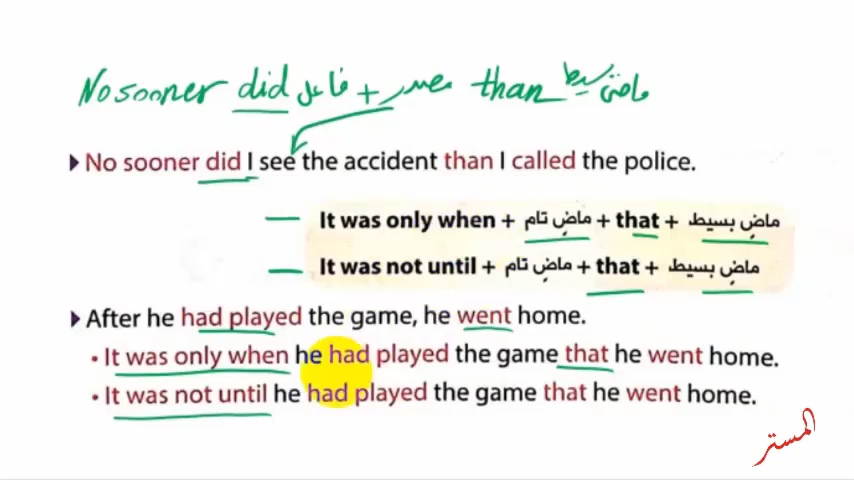 No sooner did فاعل + مصدر than ماضى بسيط
No sooner did I see the accident than I called the police.
It was only when + ماضٍ تام + that + ماضٍ بسيط
It was not until + ماضٍ تام + that + ماضٍ بسيط
After he had played the game, he went home.
• It was only when he had played the game that he went home.
• It was not until he had played the game that he went home.
المستر